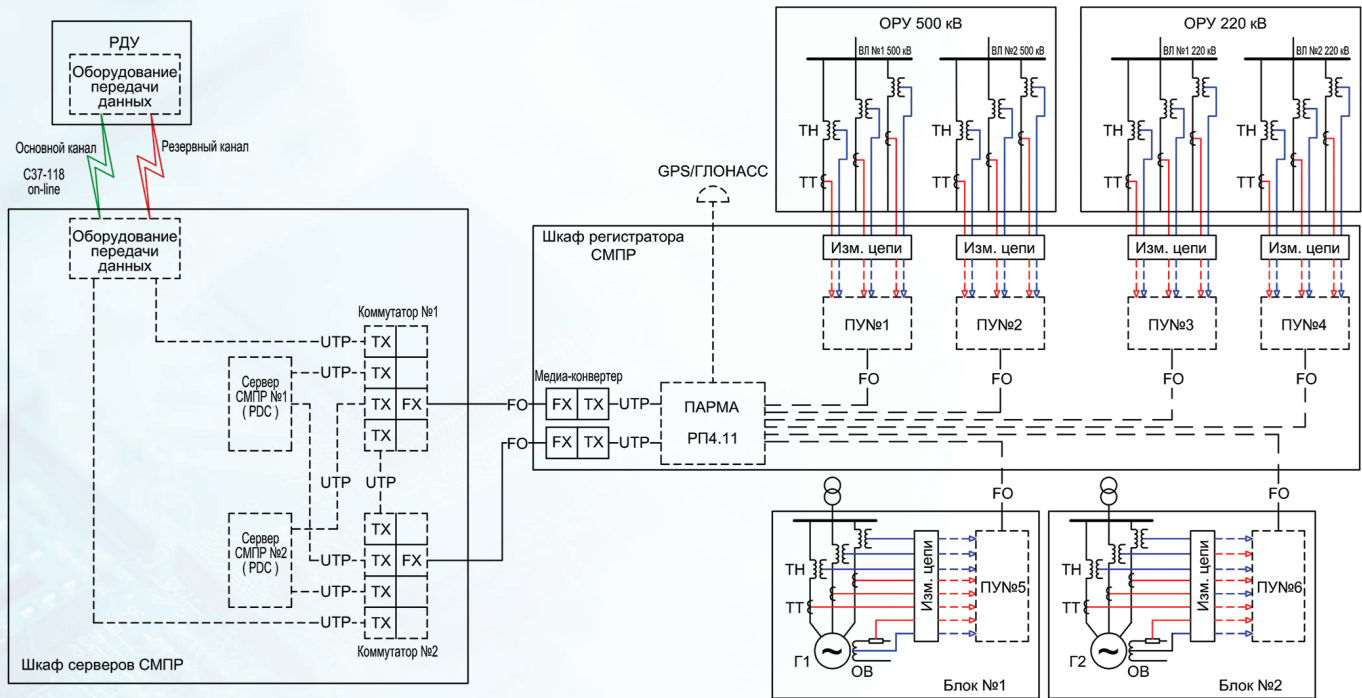 РДУ
Оборудование
передачи
данных
Основной канал
Резервный канал
C37-118
on-line
Оборудование
передачи
данных
Коммутатор №1
UTP
TX
UTP
TX
Сервер
СМПР №1
( PDC )
TX
FX
TX
UTP
UTP
Сервер
СМПР №2
( PDC )
TX
UTP
TX
FX
UTP
TX
UTP
TX
Коммутатор №2
Шкаф серверов СМПР
GPS/ГЛОНАСС
Шкаф регистратора
СМПР
Медиа-конвертер
FO
FX
TX
UTP
FO
FX
TX
UTP
ПАРМА
РП4.11
ОРУ 500 кВ
ВЛ №1 500 кВ
ВЛ №2 500 кВ
ТН
ТН
ТТ
ТТ
ОРУ 220 кВ
ВЛ №1 220 кВ
ВЛ №2 220 кВ
ТН
ТН
ТТ
ТТ
Изм. цепи
Изм. цепи
Изм. цепи
Изм. цепи
ПУ№1
ПУ№2
ПУ№3
ПУ№4
FO
FO
FO
FO
FO
FO
ТН
ТТ
Изм. цепи
ПУ№5
Г1
~
ОВ
Блок №1
ТН
ТТ
Изм. цепи
ПУ№6
Г2
~
ОВ
Блок №2